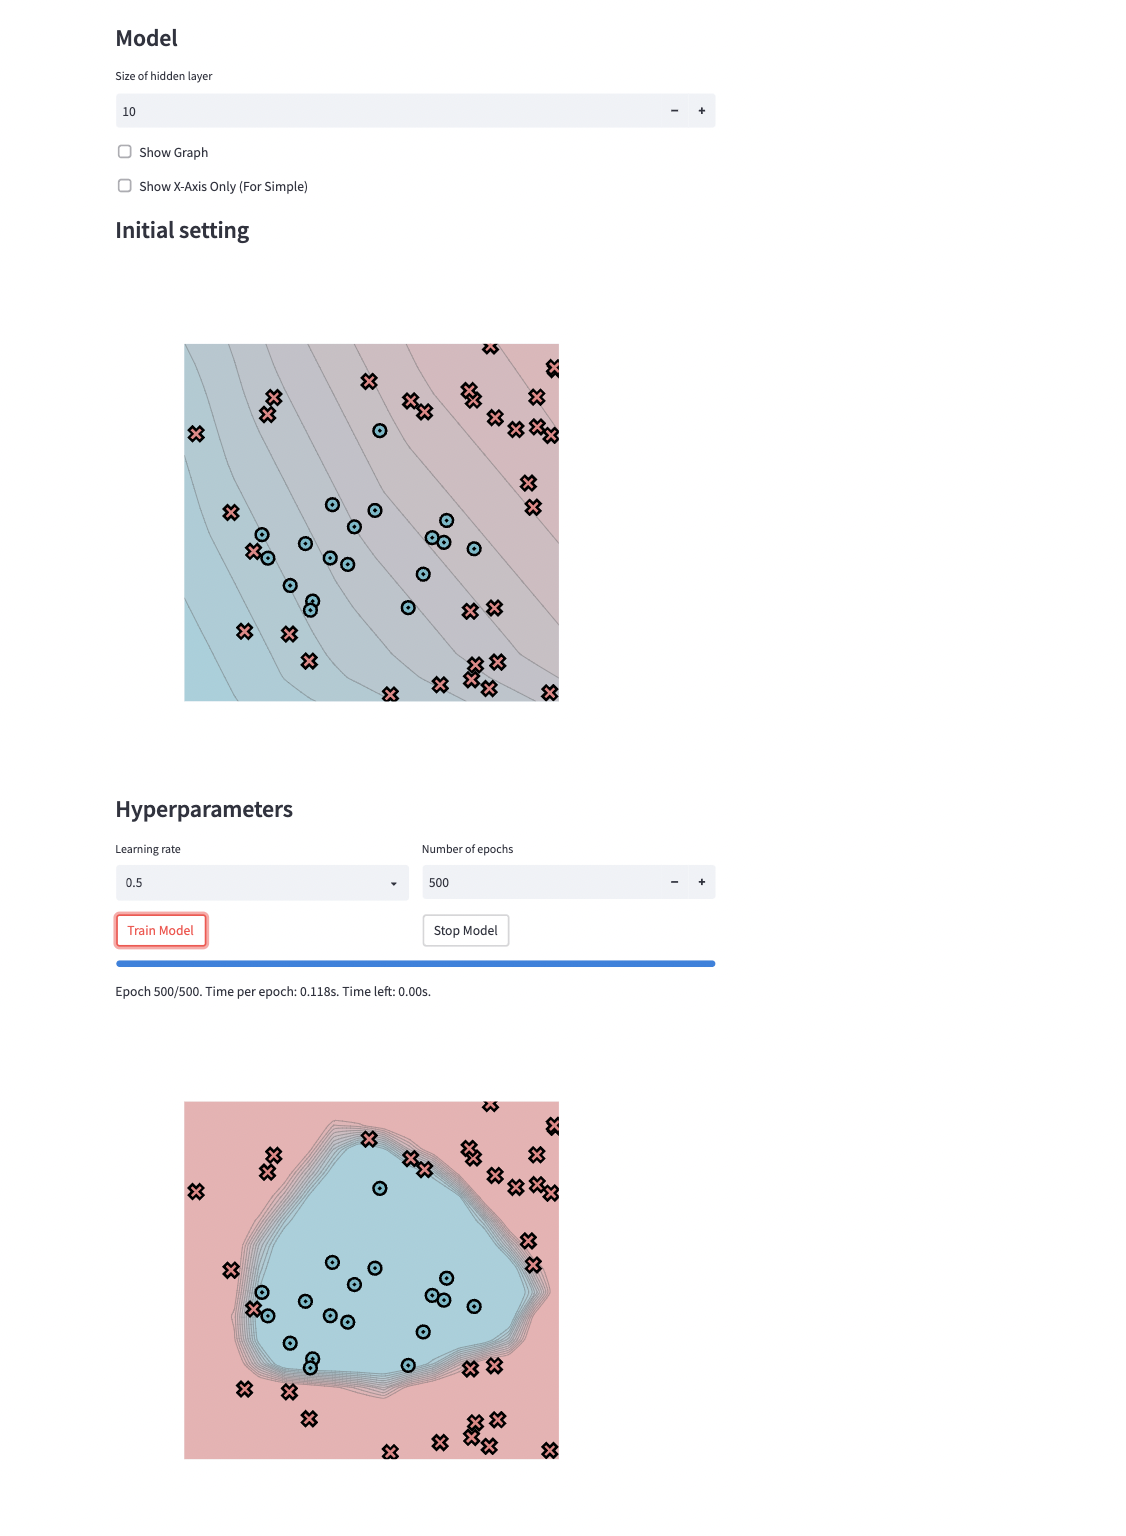 Model
Size of hidden layer
10
− +
Show Graph
Show X-Axis Only (For Simple)
Initial setting
Hyperparameters
Learning rate
Number of epochs
0.5
500
− +
Train Model
Stop Model
Epoch 500/500. Time per epoch: 0.118s. Time left: 0.00s.